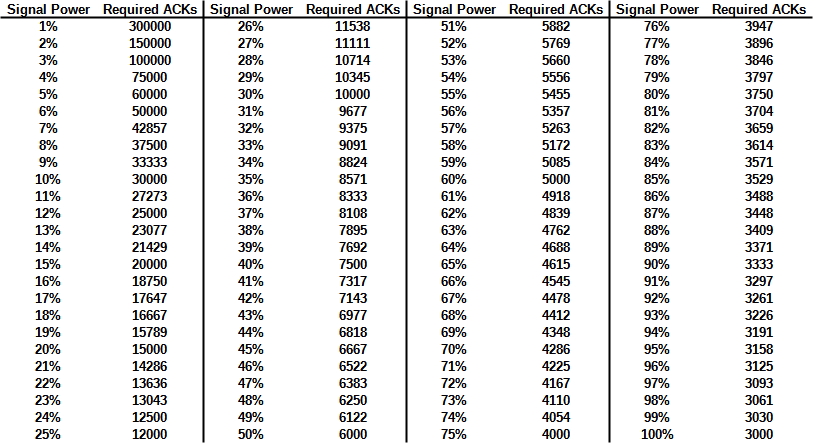 Signal Power Required ACKs Signal Power Required ACKs Signal Power Required ACKs Signal Power Required ACKs
1% 300000 26% 11538 51% 5882 76% 3947
2% 150000 27% 11111 52% 5769 77% 3896
3% 100000 28% 10714 53% 5660 78% 3846
4% 75000 29% 10345 54% 5556 79% 3797
5% 60000 30% 10000 55% 5455 80% 3750
6% 50000 31% 9677 56% 5357 81% 3704
7% 42857 32% 9375 57% 5263 82% 3659
8% 37500 33% 9091 58% 5172 83% 3614
9% 33333 34% 8824 59% 5085 84% 3571
10% 30000 35% 8571 60% 5000 85% 3529
11% 27273 36% 8333 61% 4918 86% 3488
12% 25000 37% 8108 62% 4839 87% 3448
13% 23077 38% 7895 63% 4762 88% 3409
14% 21429 39% 7692 64% 4688 89% 3371
15% 20000 40% 7500 65% 4615 90% 3333
16% 18750 41% 7317 66% 4545 91% 3297
17% 17647 42% 7143 67% 4478 92% 3261
18% 16667 43% 6977 68% 4412 93% 3226
19% 15789 44% 6818 69% 4348 94% 3191
20% 15000 45% 6667 70% 4286 95% 3158
21% 14286 46% 6522 71% 4225 96% 3125
22% 13636 47% 6383 72% 4167 97% 3093
23% 13043 48% 6250 73% 4110 98% 3061
24% 12500 49% 6122 74% 4054 99% 3030
25% 12000 50% 6000 75% 4000 100% 3000